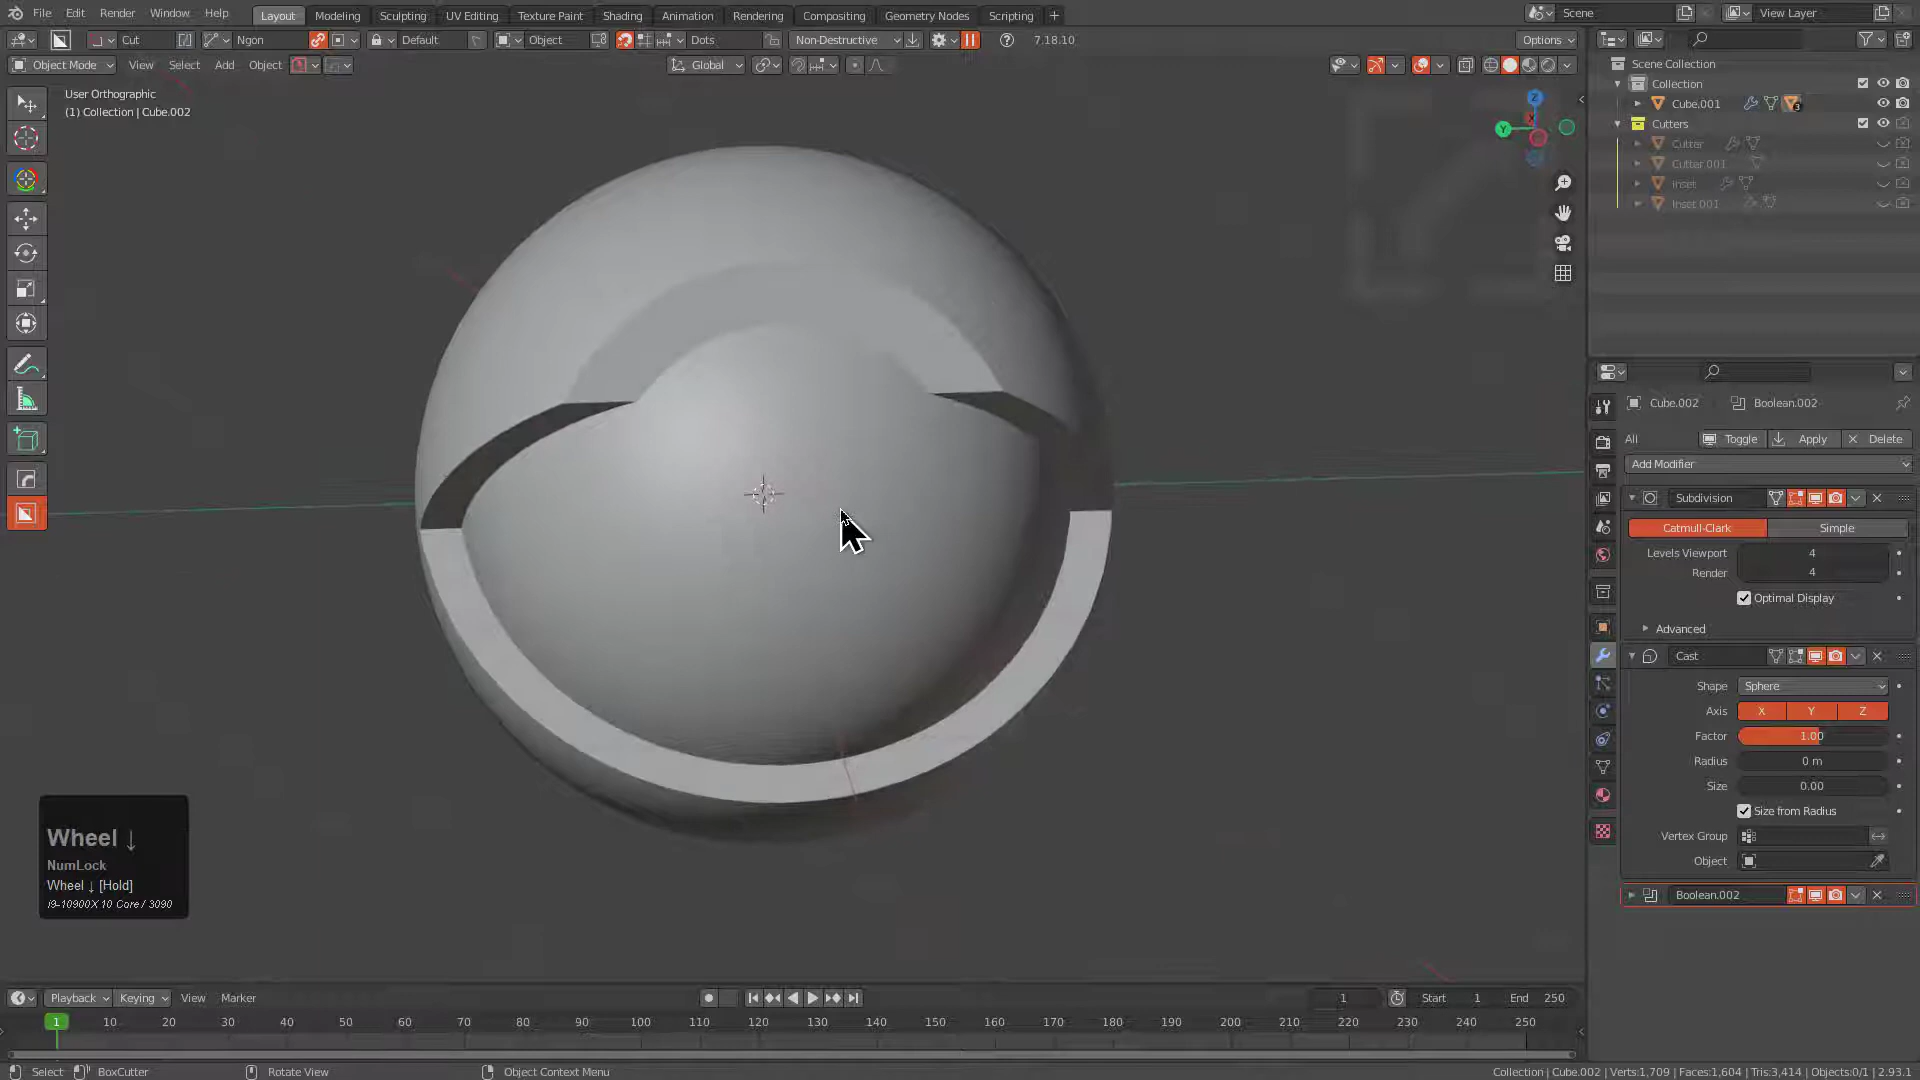 File Edit Render Window Help Layout Modeling Sculpting UV Editing Texture Paint Shading Animation Rendering Compositing Geometry Nodes Scripting + Scene View Layer
Cut Ngon Default Object Dots Non-Destructive 7.18.10 Options
Object Mode View Select Add Object Global
User Orthographic
(1) Collection | Cube.002
Z
Y
X
Scene Collection
Collection
Cube.001
Cutters
Cutter
Cutter.001
Inset
Inset.001
Cube.002 Boolean.002
All Toggle Apply Delete
Add Modifier
Subdivision
Catmull-Clark Simple
Levels Viewport 4
Render 4
Optimal Display
Advanced
Cast
Shape Sphere
Axis X Y Z
Factor 1.00
Radius 0 m
Size 0.00
Size from Radius
Vertex Group
Object
Boolean.002
Wheel ↓
NumLock
Wheel ↓ [Hold]
i9-10900X 10 Core / 3090
Playback Keying View Marker 1 Start 1 End 250
1 10 20 30 40 50 60 70 80 90 100 110 120 130 140 150 160 170 180 190 200 210 220 230 240 250
Select BoxCutter Rotate View Object Context Menu Collection | Cube.002 | Verts:1,709 | Faces:1,604 | Tris:3,414 | Objects:0/1 | 2.93.1